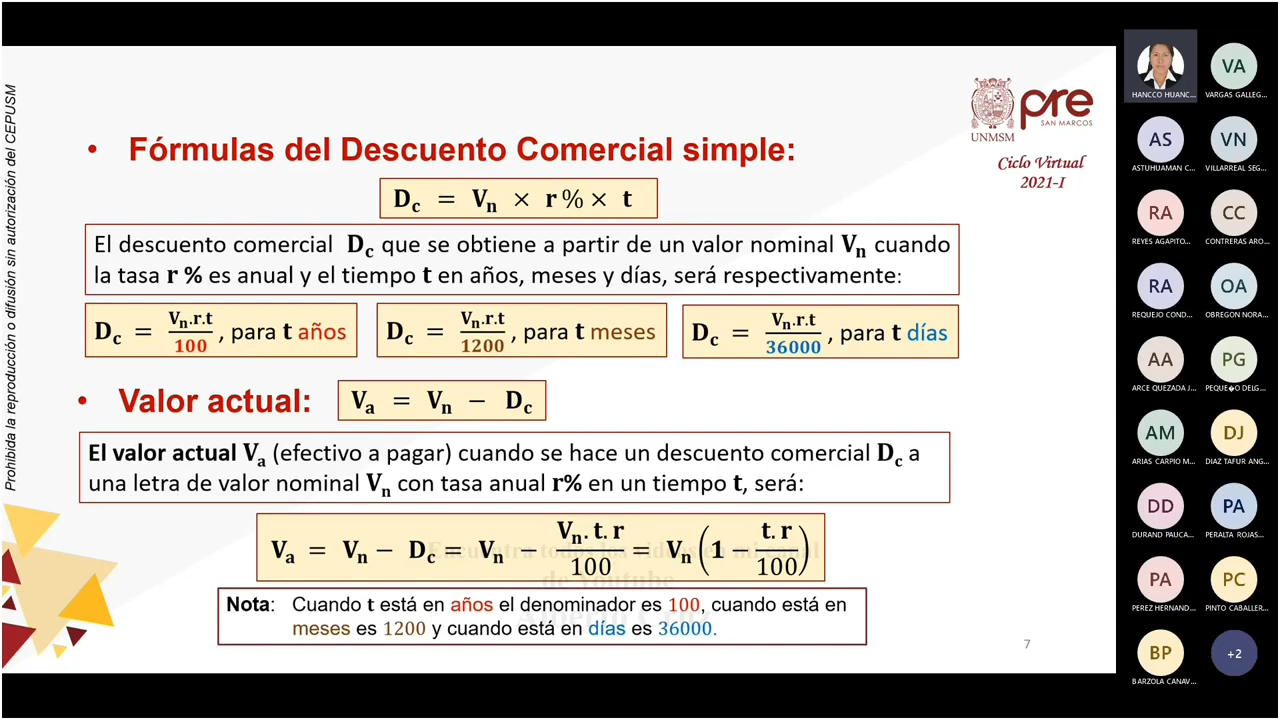 Prohibida la reproducción o difusión sin autorización del CEPUSM
UNMSM
pre
SAN MARCOS
Ciclo Virtual
2021-I
• Fórmulas del Descuento Comercial simple:
D_c = V_n × r % × t
El descuento comercial D_c que se obtiene a partir de un valor nominal V_n cuando
la tasa r % es anual y el tiempo t en años, meses y días, será respectivamente:
D_c = V_n.r.t/100 , para t años
D_c = V_n.r.t/1200 , para t meses
D_c = V_n.r.t/36000 , para t días
• Valor actual:
V_a = V_n − D_c
El valor actual V_a (efectivo a pagar) cuando se hace un descuento comercial D_c a
una letra de valor nominal V_n con tasa anual r% en un tiempo t, será:
V_a = V_n − D_c = V_n − V_n.t.r/100 = V_n (1 − t.r/100)
Encuentra todos los videos en mi canal
de Youtube
Nota: Cuando t está en años el denominador es 100, cuando está en
meses es 1200 y cuando está en días es 36000.
7
HANCCO HUANC...
VA
VARGAS GALLEG...
AS
ASTUHUAMAN C...
VN
VILLARREAL SEG...
RA
REYES AGAPITO...
CC
CONTRERAS ARO...
RA
REQUEJO COND...
OA
OBREGON NORA...
AA
ARCE QUEZADA J...
PG
PEQUE�O DELG...
AM
ARIAS CARPIO M...
DJ
DIAZ TAFUR ANG...
DD
DURAND PAUCA...
PA
PERALTA ROJAS...
PA
PEREZ HERNAND...
PC
PINTO CABALLER...
BP
BARZOLA CANAV...
+2